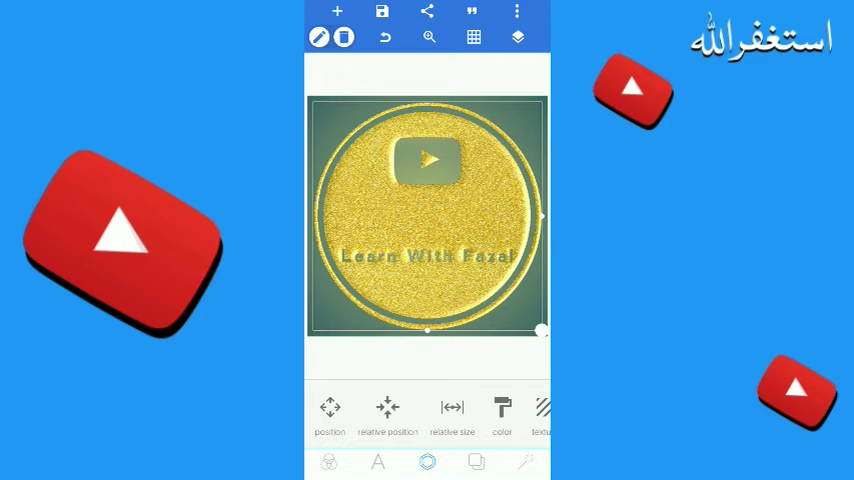 استغفرالله
Learn With Fazal
position
relative position
relative size
color
textu